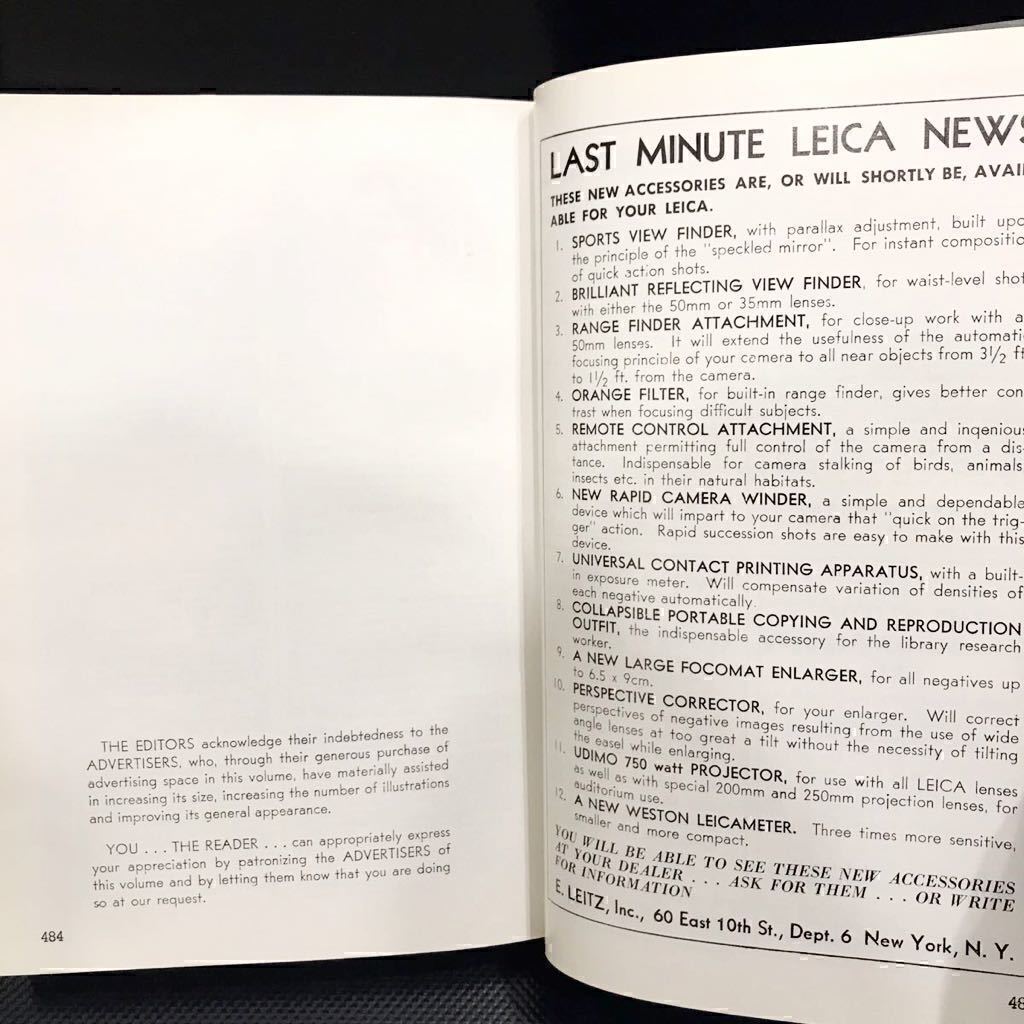 THE EDITORS acknowledge their indebtedness to the
ADVERTISERS, who, through their generous purchase of
advertising space in this volume, have materially assisted
in increasing its size, increasing the number of illustrations
and improving its general appearance.
YOU . . . THE READER . . . can appropriately express
your appreciation by patronizing the ADVERTISERS of
this volume and by letting them know that you are doing
so at our request.
484
LAST MINUTE LEICA NEWS
THESE NEW ACCESSORIES ARE, OR WILL SHORTLY BE, AVAI
ABLE FOR YOUR LEICA.
1. SPORTS VIEW FINDER, with parallax adjustment, built upo
the principle of the "speckled mirror". For instant compositio
of quick action shots.
2. BRILLIANT REFLECTING VIEW FINDER, for waist-level shot
with either the 50mm or 35mm lenses.
3. RANGE FINDER ATTACHMENT, for close-up work with a
50mm lenses. It will extend the usefulness of the automati
focusing principle of your camera to all near objects from 3½ ft
to 1½ ft. from the camera.
4. ORANGE FILTER, for built-in range finder, gives better con
trast when focusing difficult subjects.
5. REMOTE CONTROL ATTACHMENT, a simple and inqenious
attachment permitting full control of the camera from a dis-
tance. Indispensable for camera stalking of birds, animals
insects etc. in their natural habitats.
6. NEW RAPID CAMERA WINDER, a simple and dependable
device which will impart to your camera that "quick on the trig-
ger" action. Rapid succession shots are easy to make with this
device.
7. UNIVERSAL CONTACT PRINTING APPARATUS, with a built-
in exposure meter. Will compensate variation of densities of
each negative automatically.
8. COLLAPSIBLE PORTABLE COPYING AND REPRODUCTION
OUTFIT, the indispensable accessory for the library research
worker.
9. A NEW LARGE FOCOMAT ENLARGER, for all negatives up
to 6.5 x 9cm.
10. PERSPECTIVE CORRECTOR, for your enlarger. Will correct
perspectives of negative images resulting from the use of wide
angle lenses at too great a tilt without the necessity of tilting
the easel while enlarging.
11. UDIMO 750 watt PROJECTOR, for use with all LEICA lenses
as well as with special 200mm and 250mm projection lenses, for
auditorium use.
12. A NEW WESTON LEICAMETER. Three times more sensitive,
smaller and more compact.
YOU WILL BE ABLE TO SEE THESE NEW ACCESSORIES
AT YOUR DEALER . . . ASK FOR THEM . . . OR WRITE
FOR INFORMATION
E. LEITZ, Inc., 60 East 10th St., Dept. 6 New York, N. Y.
48